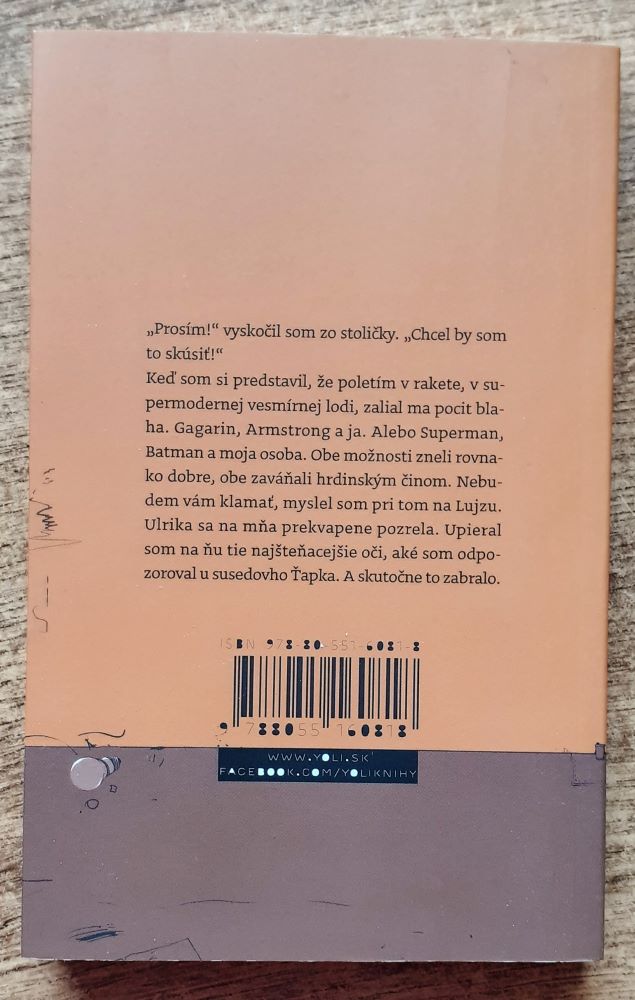 „Prosím!“ vyskočil som zo stoličky. „Chcel by som
to skúsiť!“
Keď som si predstavil, že poletím v rakete, v su-
permodernej vesmírnej lodi, zalial ma pocit bla-
ha. Gagarin, Armstrong a ja. Alebo Superman,
Batman a moja osoba. Obe možnosti zneli rovna-
ko dobre, obe zaváňali hrdinským činom. Nebu-
dem vám klamať, myslel som pri tom na Lujzu.
Ulrika sa na mňa prekvapene pozrela. Upieral
som na ňu tie najšteňacejšie oči, aké som odpo-
zoroval u susedovho Ťapka. A skutočne to zabralo.
ISBN 978-80-551-6081-8
9 788055 160818
WWW.YOLI.SK
FACEBOOK.COM/YOLIKNIHY